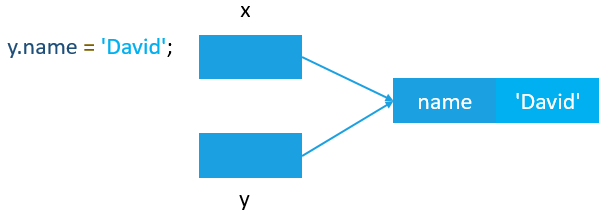 x
y.name = 'David';
name 'David'
y